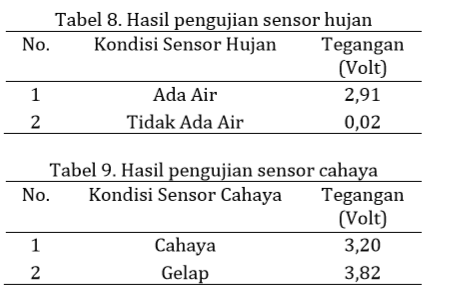 Tabel 8. Hasil pengujian sensor hujan
No. Kondisi Sensor Hujan Tegangan
(Volt)
1 Ada Air 2,91
2 Tidak Ada Air 0,02
Tabel 9. Hasil pengujian sensor cahaya
No. Kondisi Sensor Cahaya Tegangan
(Volt)
1 Cahaya 3,20
2 Gelap 3,82